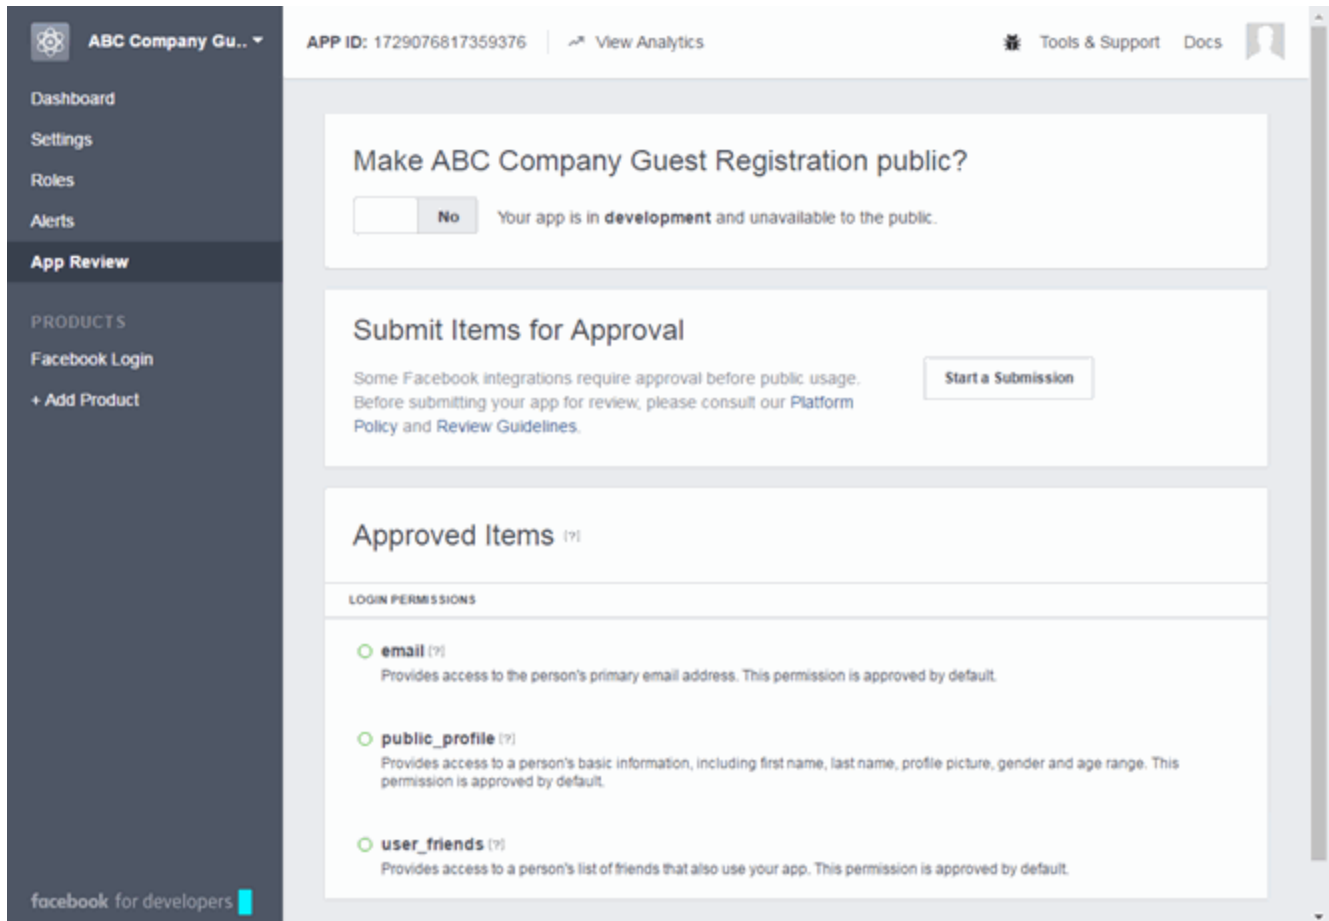 ABC Company Gu..
APP ID: 1729076817359376
View Analytics
Tools & Support
Docs
Dashboard
Settings
Roles
Alerts
App Review
PRODUCTS
Facebook Login
+ Add Product
facebook for developers
Make ABC Company Guest Registration public?
No
Your app is in development and unavailable to the public.
Submit Items for Approval
Some Facebook integrations require approval before public usage.
Before submitting your app for review, please consult our Platform
Policy and Review Guidelines.
Start a Submission
Approved Items [?]
LOGIN PERMISSIONS
email [?]
Provides access to the person's primary email address. This permission is approved by default.
public_profile [?]
Provides access to a person's basic information, including first name, last name, profile picture, gender and age range. This
permission is approved by default.
user_friends [?]
Provides access to a person's list of friends that also use your app. This permission is approved by default.